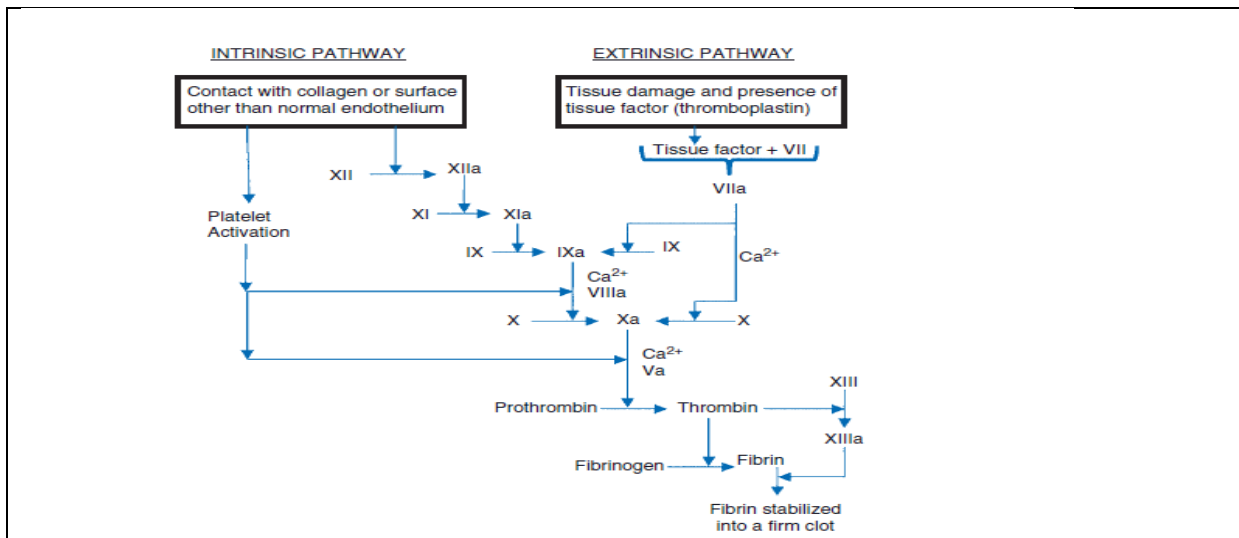 INTRINSIC PATHWAY
EXTRINSIC PATHWAY
Contact with collagen or surface
other than normal endothelium
Tissue damage and presence of
tissue factor (thromboplastin)
Tissue factor + VII
XII
XIIa
VIIa
Platelet
Activation
XI
XIa
IX
IXa
IX
Ca2+
Ca2+
VIIIa
X
Xa
X
Ca2+
Va
XIII
Prothrombin
Thrombin
XIIIa
Fibrinogen
Fibrin
Fibrin stabilized
into a firm clot